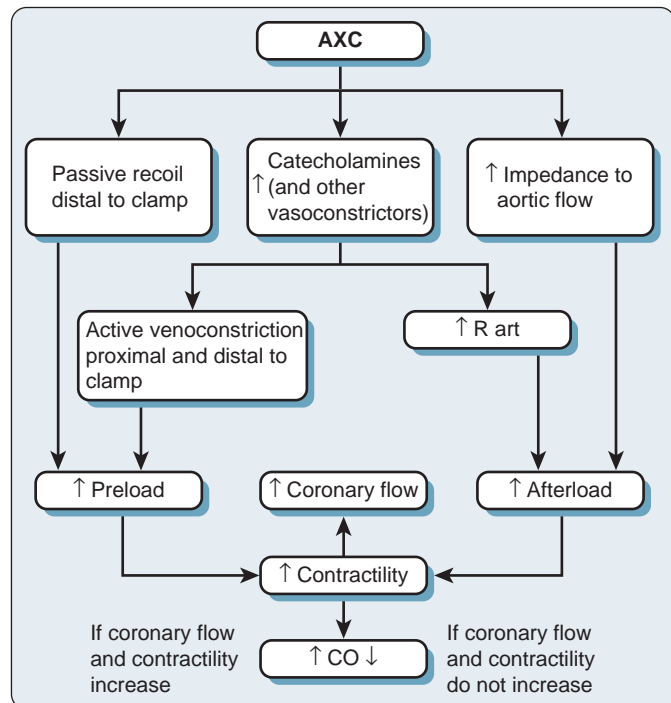 AXC
Passive recoil
distal to clamp
Catecholamines
↑ (and other
vasoconstrictors)
↑ Impedance to
aortic flow
Active venoconstriction
proximal and distal to
clamp
↑ R art
↑ Preload
↑ Coronary flow
↑ Afterload
↑ Contractility
If coronary flow
and contractility
increase
↑ CO ↓
If coronary flow
and contractility
do not increase